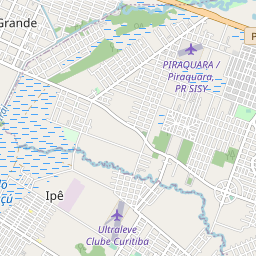 Grande
P
PIRAQUARA /
Piraquara,
PR SISY
Ipê
Ultraleve
Clube Curitiba